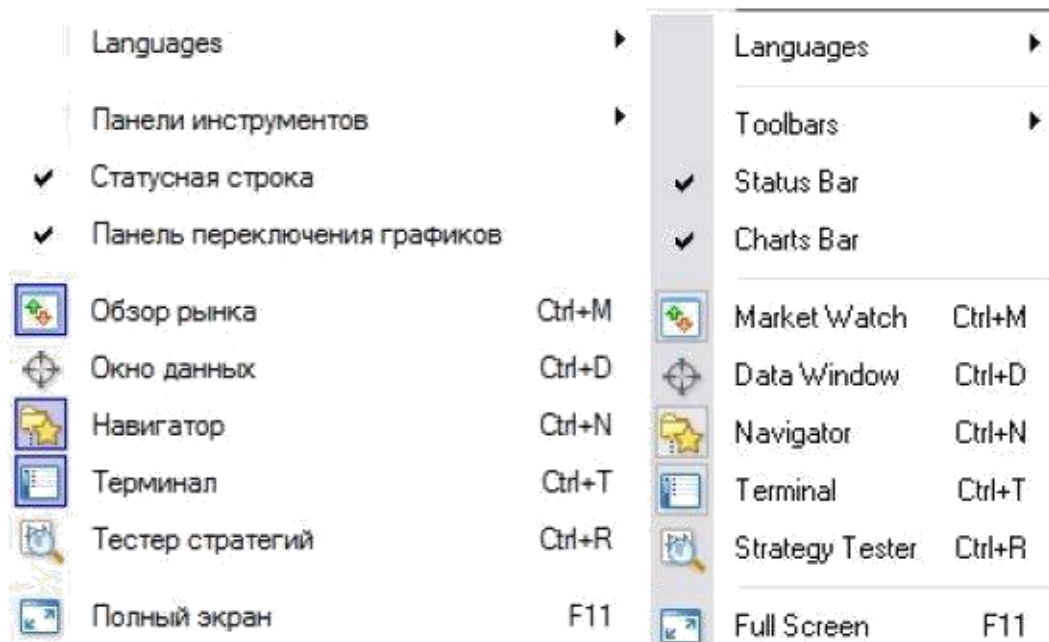 Languages
Панели инструментов
Статусная строка
Панель переключения графиков
Обзор рынка Ctrl+M
Окно данных Ctrl+D
Навигатор Ctrl+N
Терминал Ctrl+T
Тестер стратегий Ctrl+R
Полный экран F11
Languages
Toolbars
Status Bar
Charts Bar
Market Watch Ctrl+M
Data Window Ctrl+D
Navigator Ctrl+N
Terminal Ctrl+T
Strategy Tester Ctrl+R
Full Screen F11